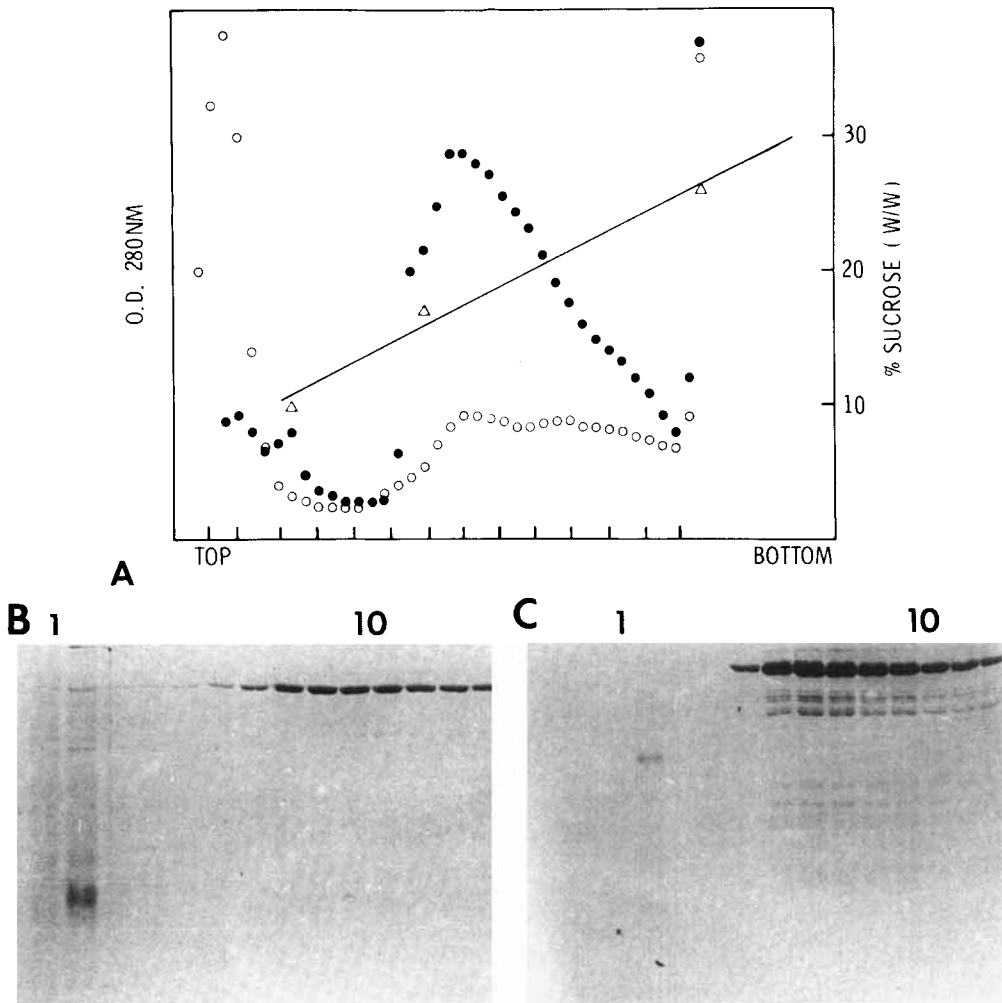 O.D. 280NM
% SUCROSE (W/W)
30
20
10
TOP
BOTTOM
A
B 1 10
C 1 10